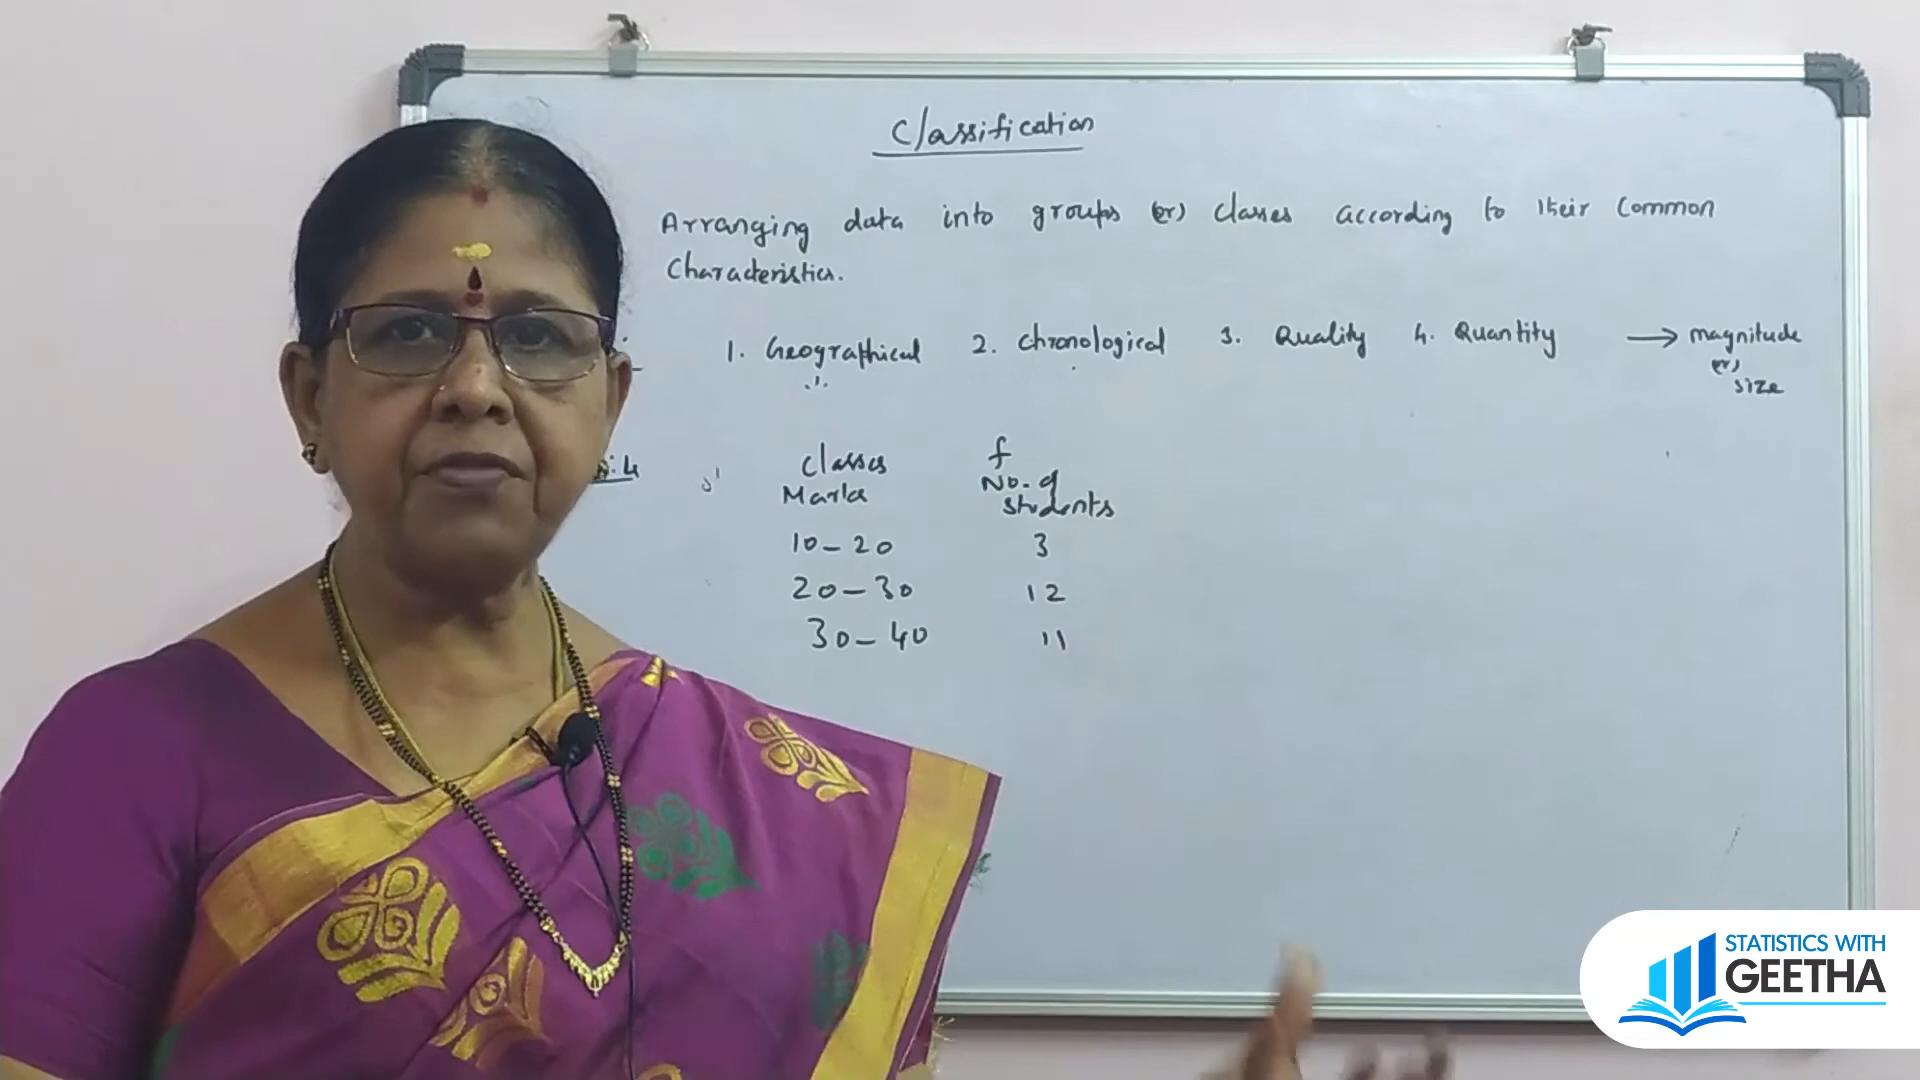 Classification
Arranging data into groups (or) classes according to their common
characteristics.
1. Geographical 2. Chronological 3. Quality 4. Quantity → magnitude
(or)
size
classes f
Marks No. of
students
10-20 3
20-30 12
30-40 11
STATISTICS WITH
GEETHA